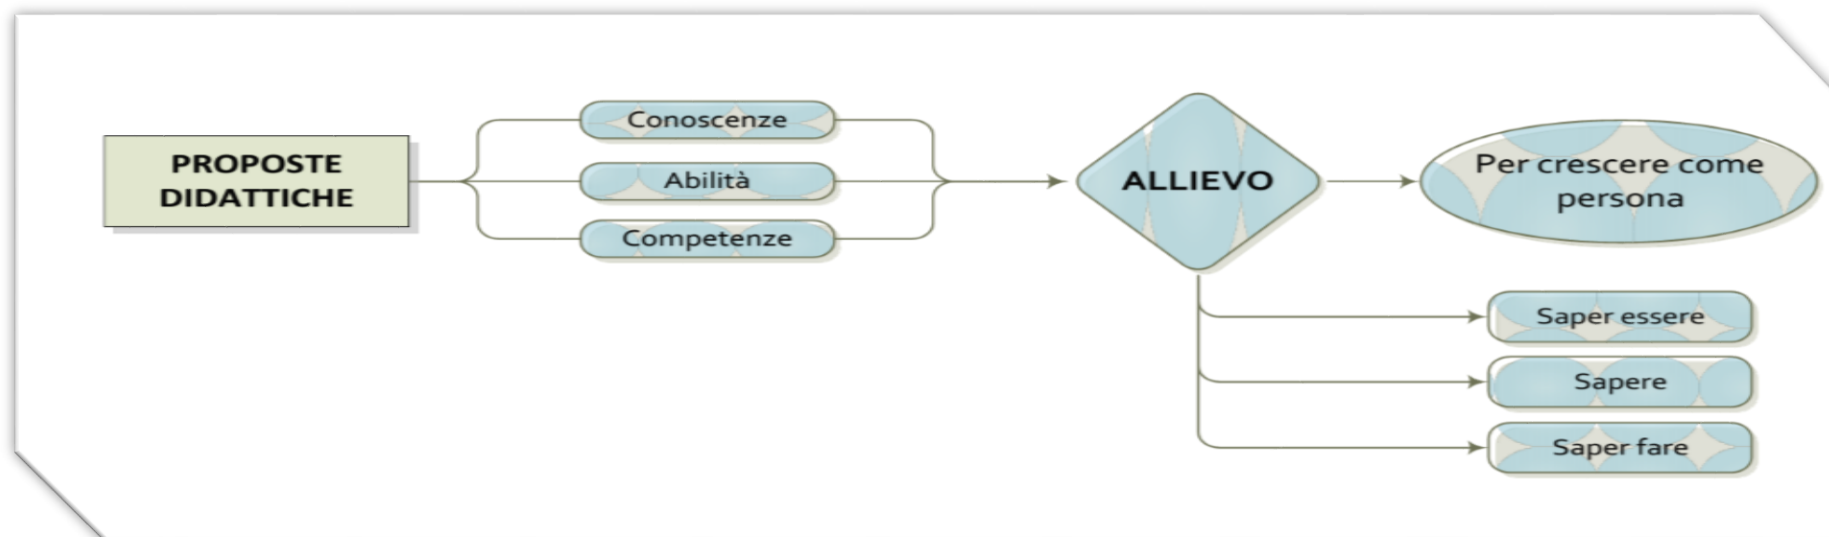 PROPOSTE
DIDATTICHE
Conoscenze
Abilità
Competenze
ALLIEVO
Per crescere come
persona
Saper essere
Sapere
Saper fare